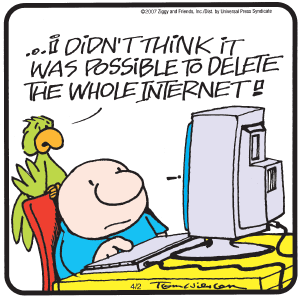 ©2007 Ziggy and Friends, Inc./Dist. by Universal Press Syndicate
...I DIDN'T THINK IT
WAS POSSIBLE TO DELETE
THE WHOLE INTERNET!!
4/2 Tom Wilson